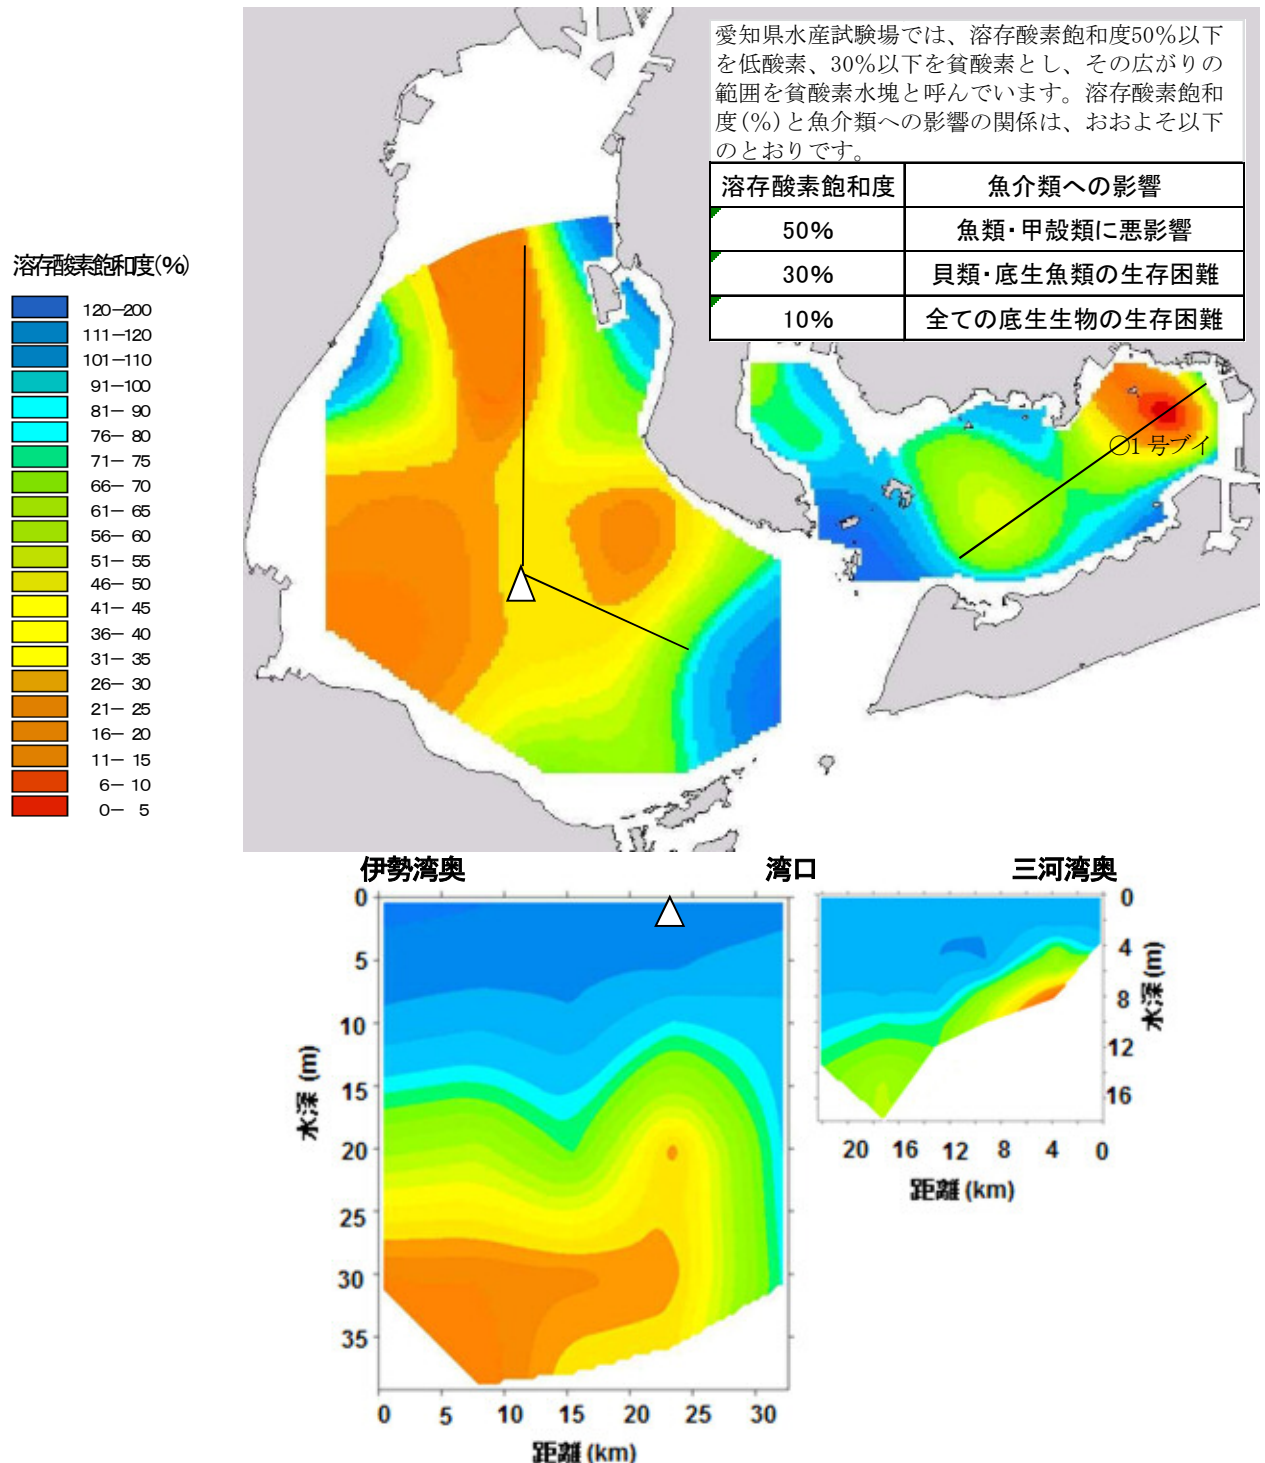 愛知県水産試験場では、溶存酸素飽和度50%以下
を低酸素、30%以下を貧酸素とし、その広がりの
範囲を貧酸素水塊と呼んでいます。溶存酸素飽和
度(%)と魚介類への影響の関係は、おおよそ以下
のとおりです。
溶存酸素飽和度 魚介類への影響
50% 魚類・甲殻類に悪影響
30% 貝類・底生魚類の生存困難
10% 全ての底生生物の生存困難
溶存酸素飽和度(%)
120-200
111-120
101-110
91-100
81- 90
76- 80
71- 75
66- 70
61- 65
56- 60
51- 55
46- 50
41- 45
36- 40
31- 35
26- 30
21- 25
16- 20
11- 15
6- 10
0- 5
○1号ブイ
伊勢湾奥 湾口 三河湾奥
0
5
10
15
20
25
30
35
水深 (m)
0 5 10 15 20 25 30
距離 (km)
0
4
8
12
16
水深 (m)
20 16 12 8 4 0
距離 (km)